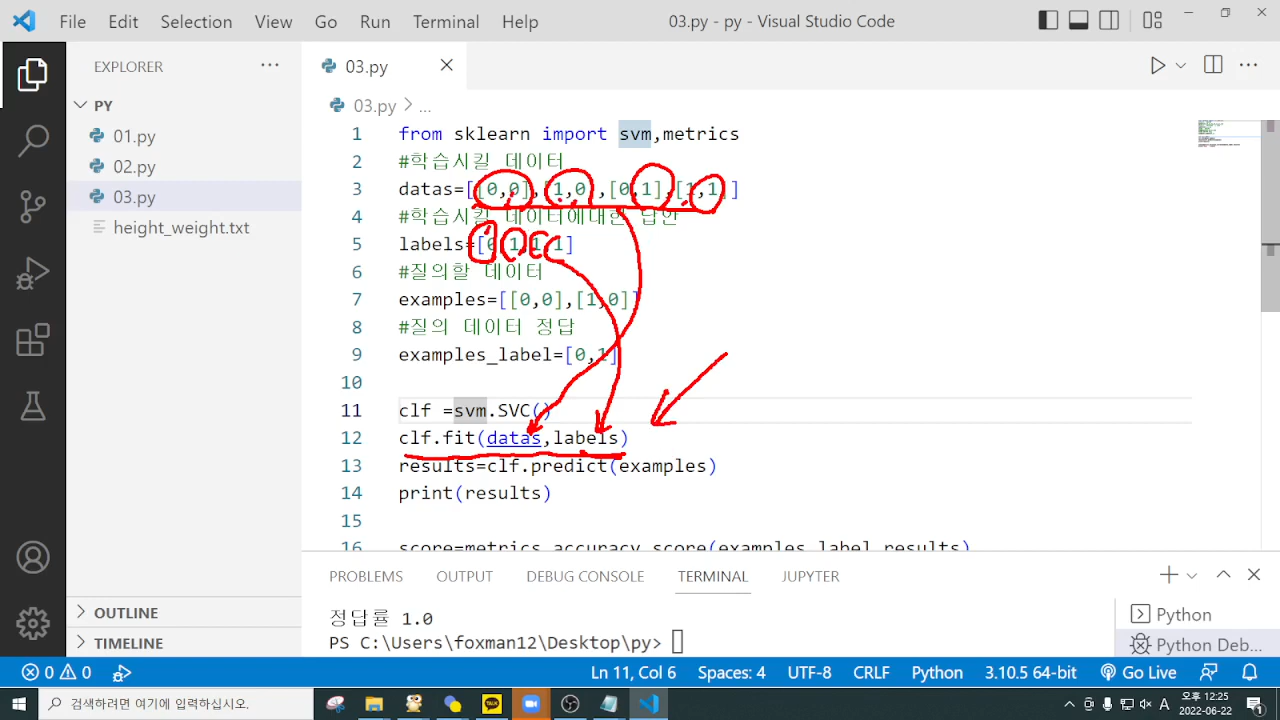 File Edit Selection View Go Run Terminal Help 03.py - py - Visual Studio Code
EXPLORER ...
03.py
PY
01.py
02.py
03.py
height_weight.txt
03.py > ...
1 from sklearn import svm,metrics
2 #학습시킬 데이터
3 datas=[[0,0],[1,0],[0,1],[1,1]]
4 #학습시킬 데이터에대한 답안
5 labels=[0,1,1,1]
6 #질의할 데이터
7 examples=[[0,0],[1,0]]
8 #질의 데이터 정답
9 examples_label=[0,1]
10
11 clf =svm.SVC()
12 clf.fit(datas,labels)
13 results=clf.predict(examples)
14 print(results)
15
16 score=metrics.accuracy_score(examples_label,results)
OUTLINE
TIMELINE
PROBLEMS OUTPUT DEBUG CONSOLE TERMINAL JUPYTER
정답률 1.0
PS C:\Users\foxman12\Desktop\py>
Python
Python Deb...
0 0 Ln 11, Col 6 Spaces: 4 UTF-8 CRLF Python 3.10.5 64-bit Go Live
검색하려면 여기에 입력하십시오.
TALK
A
오후 12:25
2022-06-22
1